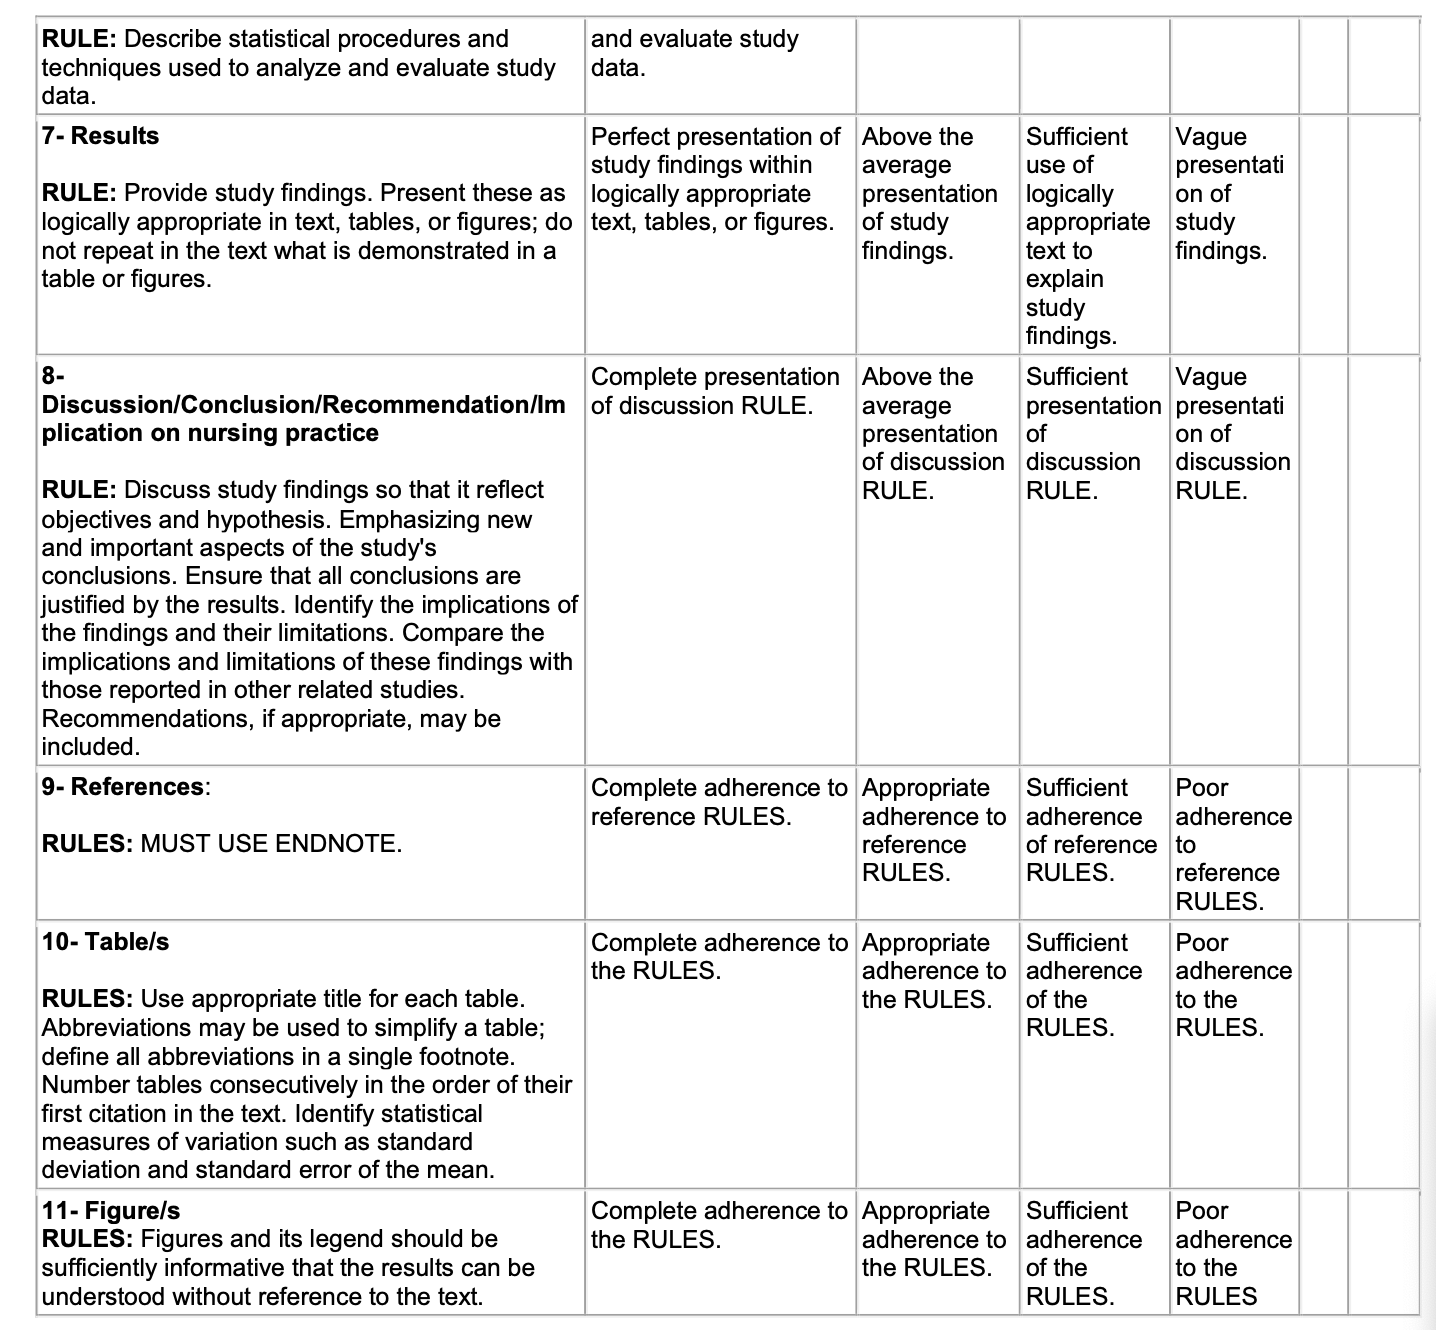 RULE: Describe statistical procedures and
techniques used to analyze and evaluate study
data.
and evaluate study
data.
7- Results
RULE: Provide study findings. Present these as
logically appropriate in text, tables, or figures; do
not repeat in the text what is demonstrated in a
table or figures.
Perfect presentation of
study findings within
logically appropriate
text, tables, or figures.
Above the
average
presentation
of study
findings.
Sufficient
use of
logically
appropriate
text to
explain
study
findings.
Vague
presentati
on of
study
findings.
8-
Discussion/Conclusion/Recommendation/Im
plication on nursing practice
RULE: Discuss study findings so that it reflect
objectives and hypothesis. Emphasizing new
and important aspects of the study's
conclusions. Ensure that all conclusions are
justified by the results. Identify the implications of
the findings and their limitations. Compare the
implications and limitations of these findings with
those reported in other related studies.
Recommendations, if appropriate, may be
included.
Complete presentation
of discussion RULE.
Above the
average
presentation
of discussion
RULE.
Sufficient
presentation
of
discussion
RULE.
Vague
presentati
on of
discussion
RULE.
9- References:
RULES: MUST USE ENDNOTE.
Complete adherence to
reference RULES.
Appropriate
adherence to
reference
RULES.
Sufficient
adherence
of reference
RULES.
Poor
adherence
to
reference
RULES.
10- Table/s
RULES: Use appropriate title for each table.
Abbreviations may be used to simplify a table;
define all abbreviations in a single footnote.
Number tables consecutively in the order of their
first citation in the text. Identify statistical
measures of variation such as standard
deviation and standard error of the mean.
Complete adherence to
the RULES.
Appropriate
adherence to
the RULES.
Sufficient
adherence
of the
RULES.
Poor
adherence
to the
RULES.
11- Figure/s
RULES: Figures and its legend should be
sufficiently informative that the results can be
understood without reference to the text.
Complete adherence to
the RULES.
Appropriate
adherence to
the RULES.
Sufficient
adherence
of the
RULES.
Poor
adherence
to the
RULES